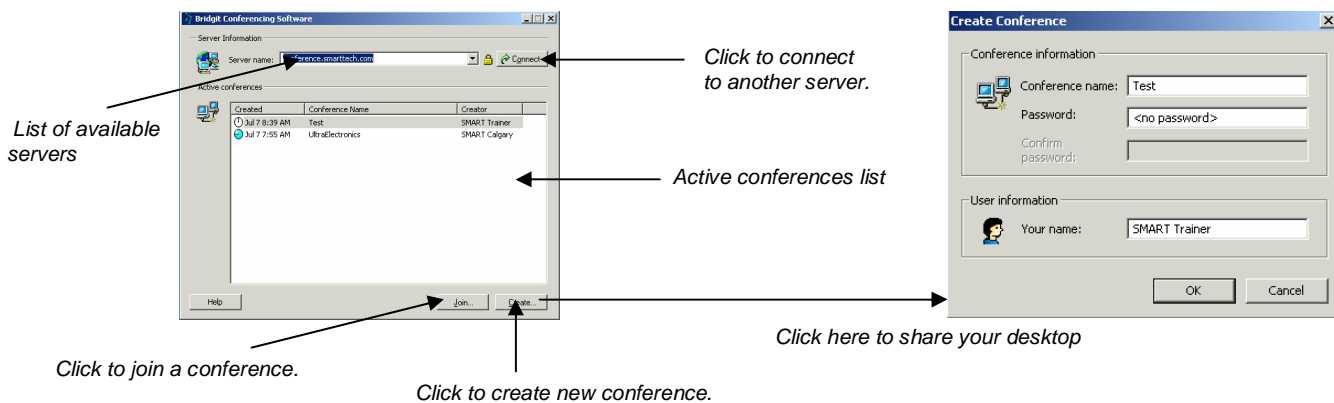 Bridgit Conferencing Software
Server Information
Server name: conference.smarttech.com
Connect
Active conferences
Created Conference Name Creator
Jul 7 8:39 AM Test SMART Trainer
Jul 7 7:55 AM UltraElectronics SMART Calgary
Help Join... Create...
List of available
servers
Click to connect
to another server.
Active conferences list
Click to join a conference.
Click to create new conference.
Click here to share your desktop
Create Conference
Conference information
Conference name: Test
Password: <no password>
Confirm
password:
User information
Your name: SMART Trainer
OK Cancel